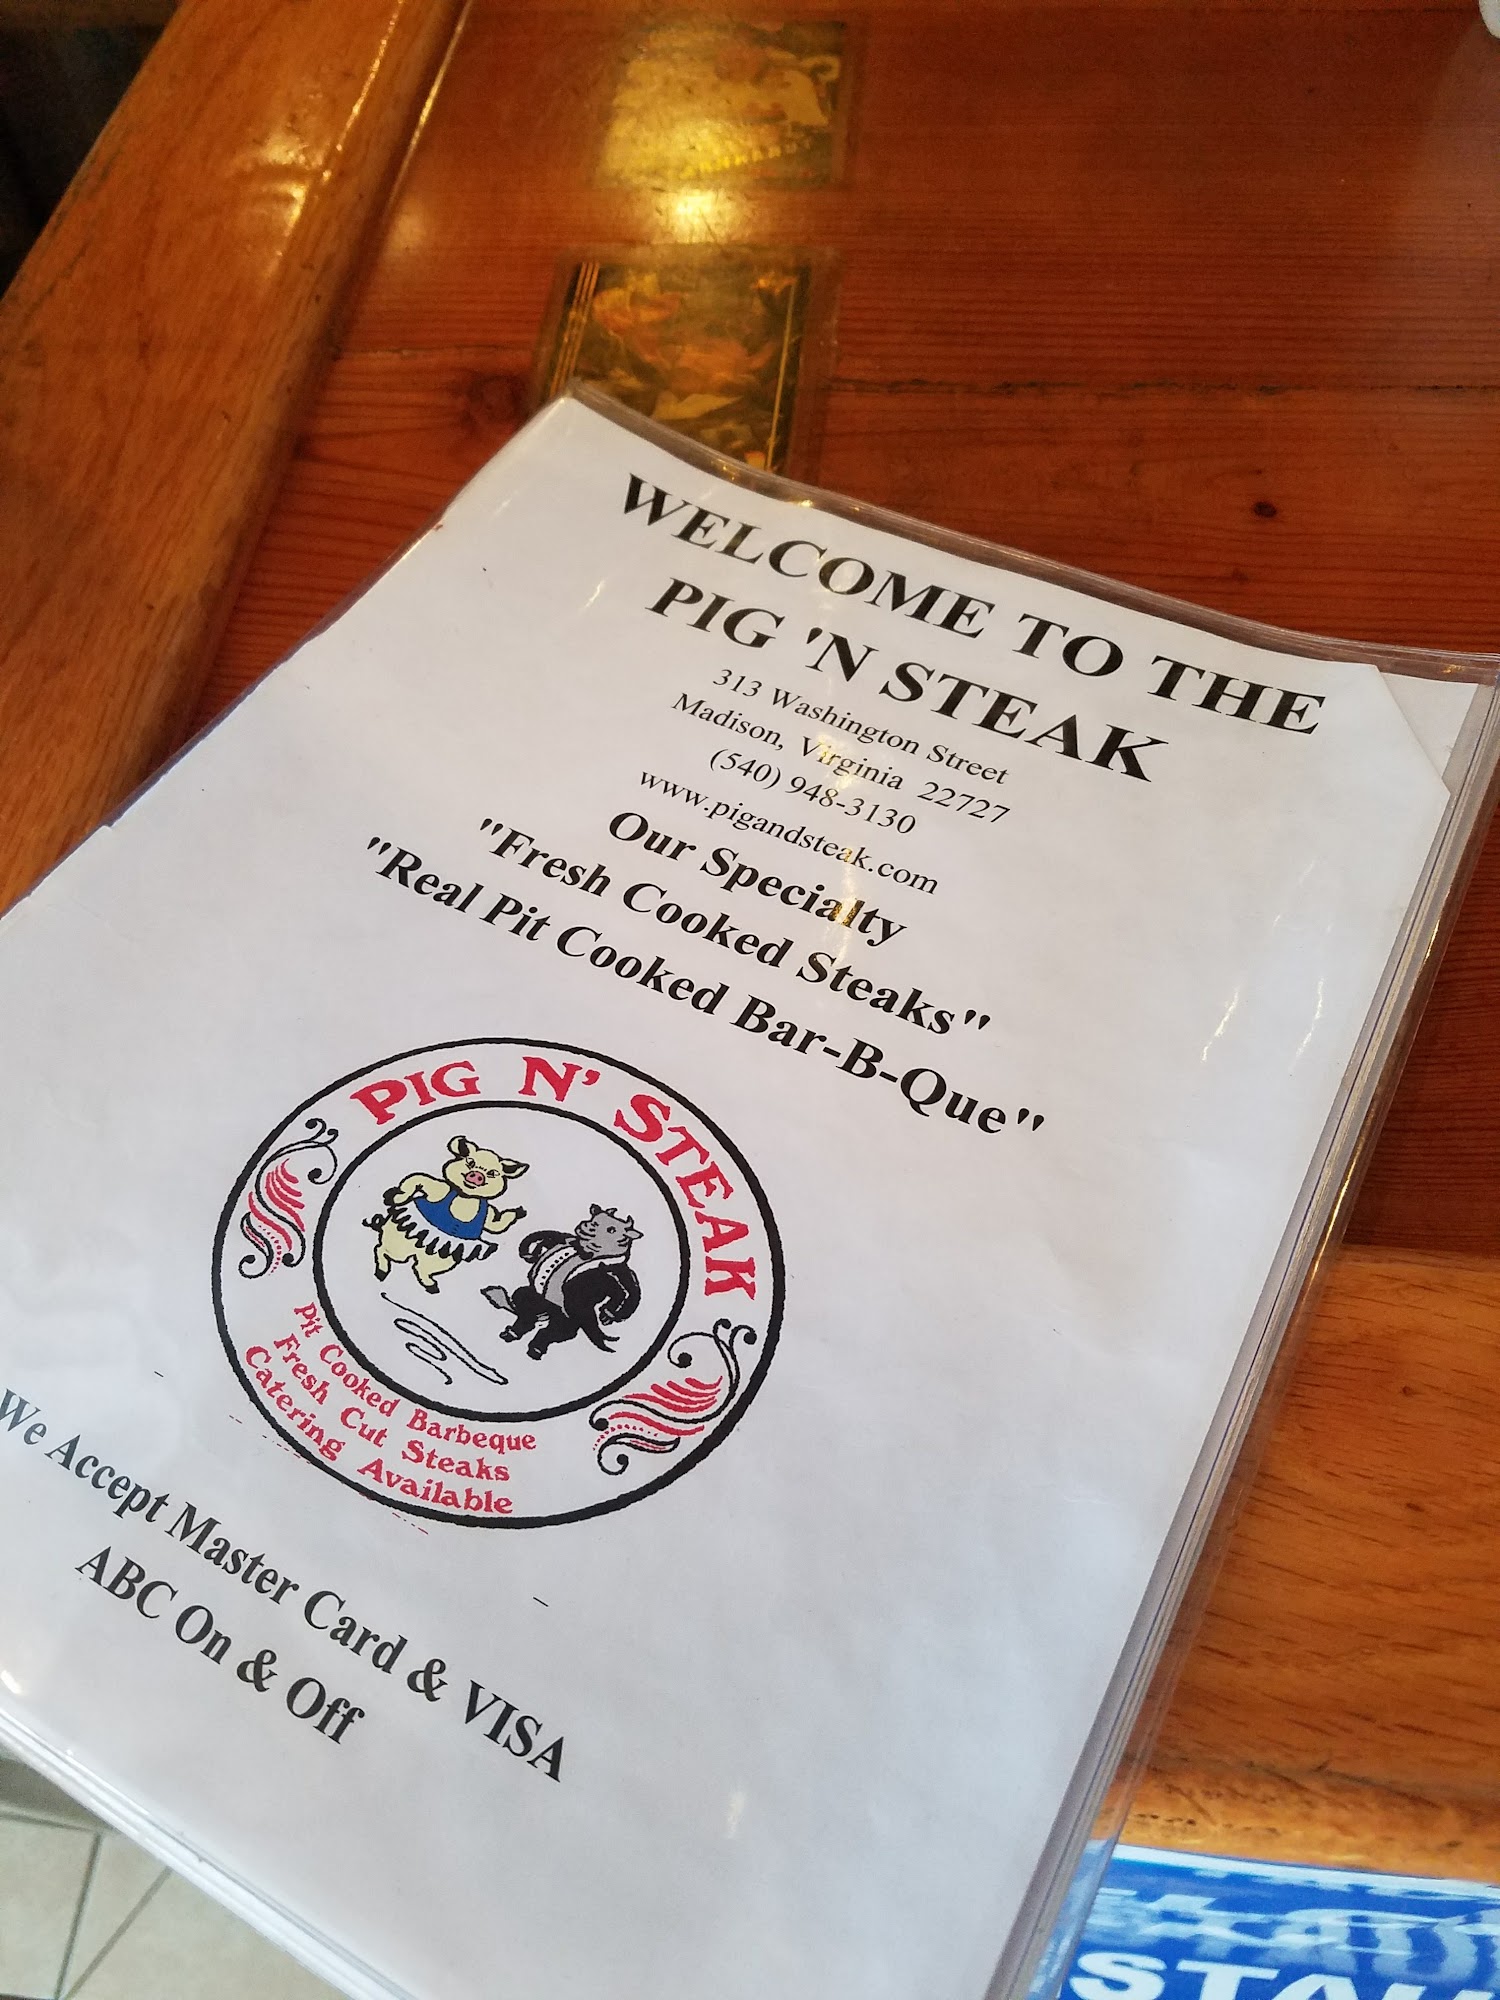 WELCOME TO THE
PIG 'N STEAK
313 Washington Street
Madison, Virginia 22727
(540) 948-3130
www.pigandsteak.com
Our Specialty
"Fresh Cooked Steaks"
"Real Pit Cooked Bar-B-Que"
PIG N' STEAK
Pit Cooked Barbeque
Fresh Cut Steaks
Catering Available
We Accept Master Card & VISA
ABC On & Off